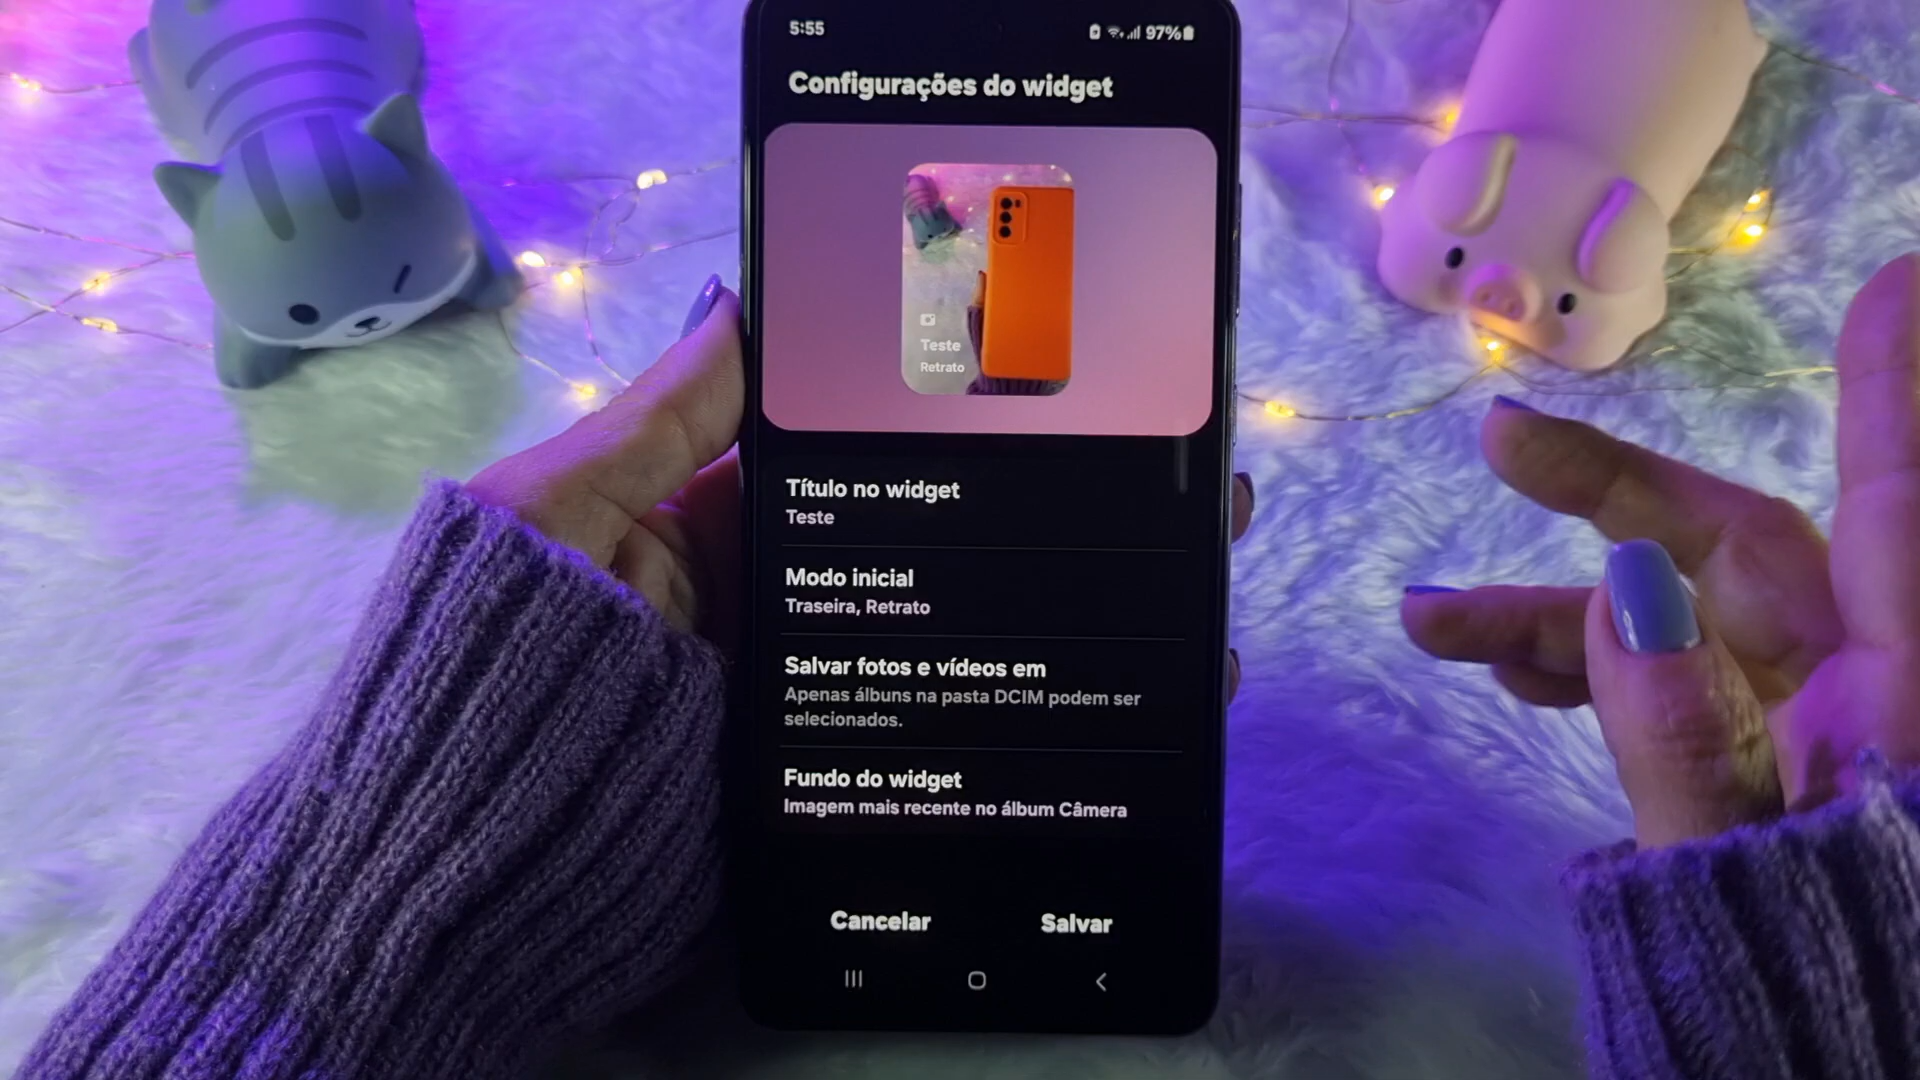 5:55
97%
Configurações do widget
Teste
Retrato
Título no widget
Teste
Modo inicial
Traseira, Retrato
Salvar fotos e vídeos em
Apenas álbuns na pasta DCIM podem ser
selecionados.
Fundo do widget
Imagem mais recente no álbum Câmera
Cancelar
Salvar